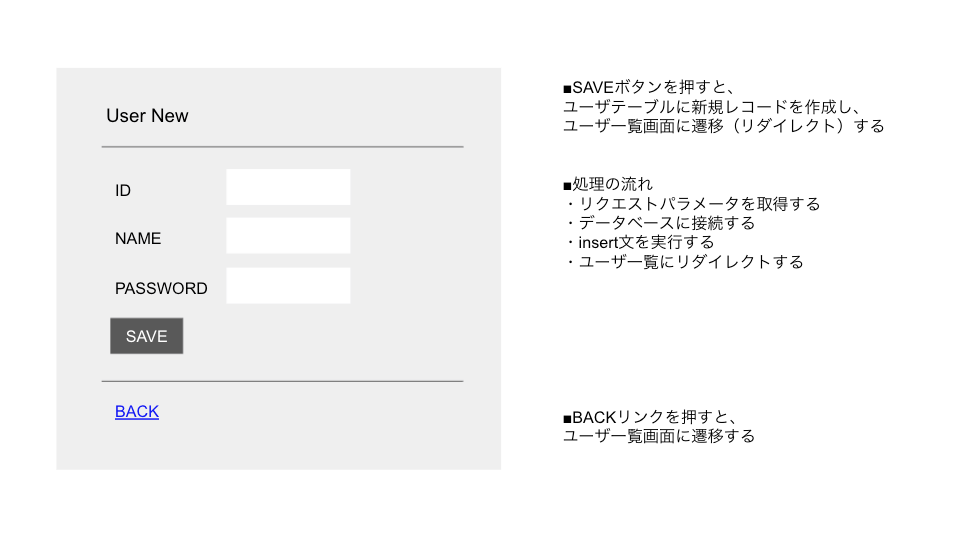 User New
ID
NAME
PASSWORD
SAVE
BACK
■SAVEボタンを押すと、
ユーザテーブルに新規レコードを作成し、
ユーザ一覧画面に遷移（リダイレクト）する
■処理の流れ
・リクエストパラメータを取得する
・データベースに接続する
・insert文を実行する
・ユーザ一覧にリダイレクトする
■BACKリンクを押すと、
ユーザ一覧画面に遷移する